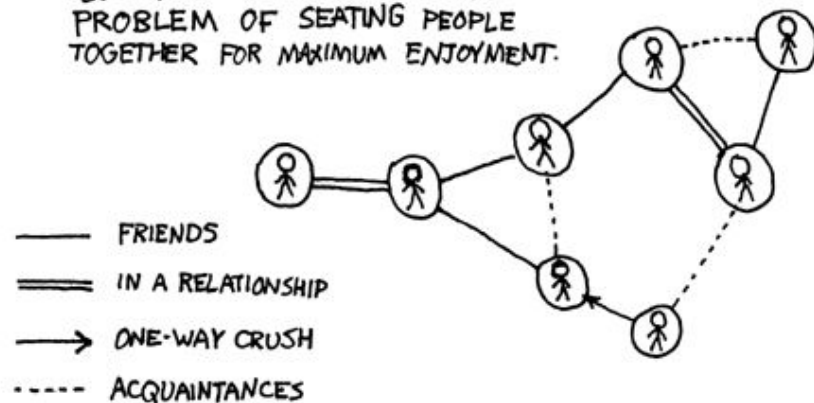 PROBLEM OF SEATING PEOPLE
TOGETHER FOR MAXIMUM ENJOYMENT.
FRIENDS
IN A RELATIONSHIP
ONE-WAY CRUSH
ACQUAINTANCES